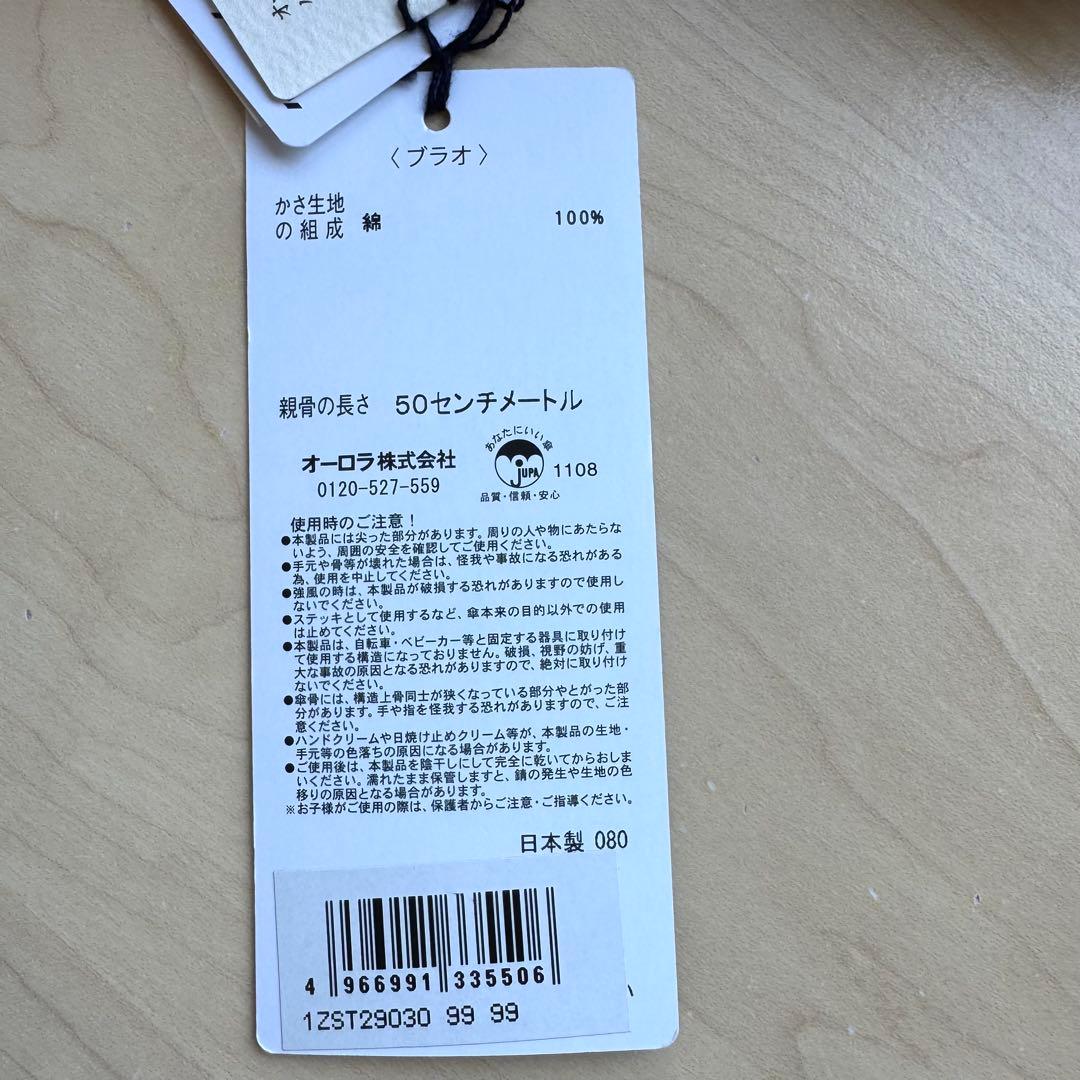 〈ブラオ〉
かさ生地
の組成 綿 100%
親骨の長さ 50センチメートル
オーロラ株式会社
0120-527-559
あなたにいい傘
JUPA
1108
品質・信頼・安心
使用時のご注意!
●本製品には尖った部分があります。周りの人や物にあたらな
いよう、周囲の安全を確認してご使用ください。
●手元や骨等が壊れた場合は、怪我や事故になる恐れがある
為、使用を中止してください。
●強風の時は、本製品が破損する恐れがありますので使用し
ないでください。
●ステッキとして使用するなど、傘本来の目的以外での使用
は止めてください。
●本製品は、自転車・ベビーカー等と固定する器具に取り付け
て使用する構造になっておりません。破損、視野の妨げ、重
大な事故の原因となる恐れがありますので、絶対に取り付け
ないでください。
●傘骨には、構造上骨同士が狭くなっている部分やとがった部
分があります。手や指を怪我する恐れがありますので、ご注
意ください。
●ハンドクリームや日焼け止めクリーム等が、本製品の生地・
手元等の色落ちの原因になる場合があります。
●ご使用後は、本製品を陰干しにして完全に乾いてからおしま
いください。濡れたまま保管しますと、錆の発生や生地の色
移りの原因となる場合があります。
※お子様がご使用の際は、保護者からご注意・ご指導ください。
日本製 080
4 966991 335506
1ZST29030 99 99